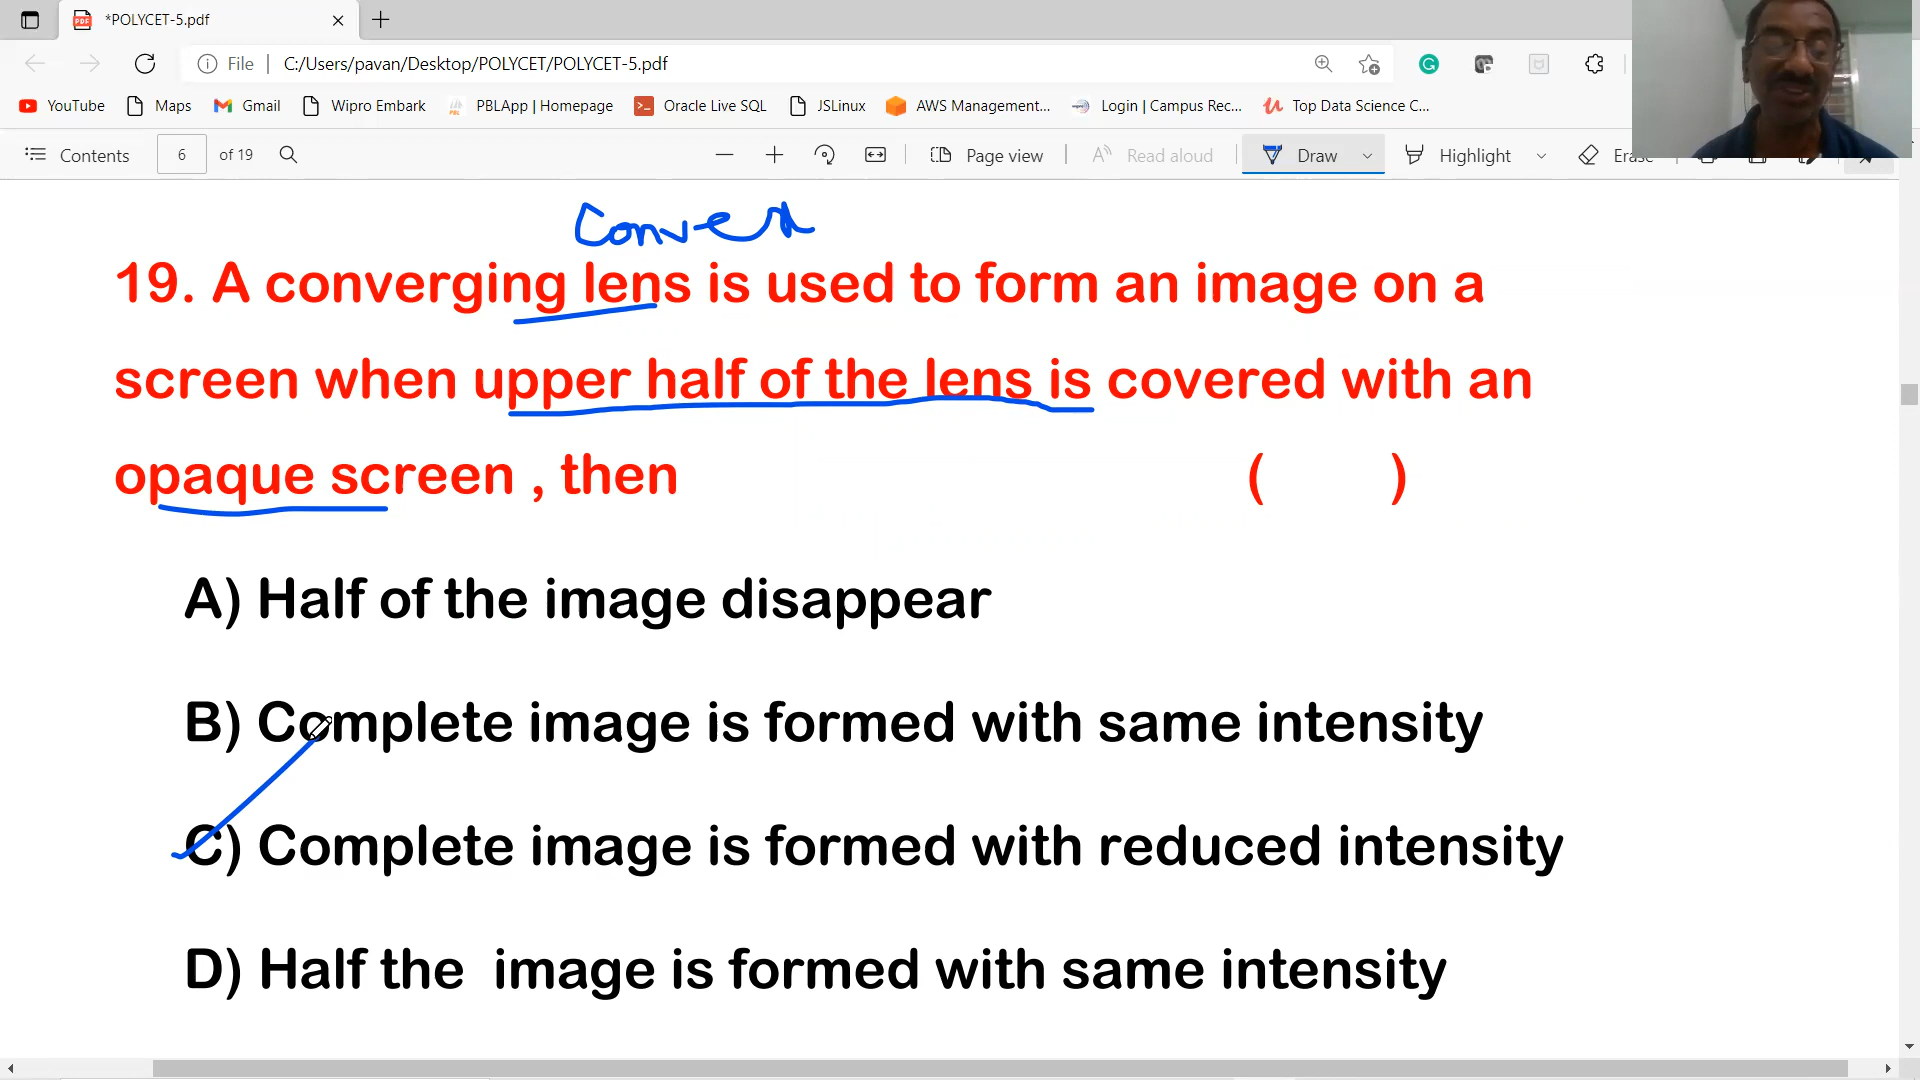 *POLYCET-5.pdf
File | C:/Users/pavan/Desktop/POLYCET/POLYCET-5.pdf
YouTube Maps Gmail Wipro Embark PBLApp | Homepage Oracle Live SQL JSLinux AWS Management... Login | Campus Rec... Top Data Science C...
Contents 6 of 19 Page view Read aloud Draw Highlight Erase
Convex
19. A converging lens is used to form an image on a
screen when upper half of the lens is covered with an
opaque screen , then ( )
A) Half of the image disappear
B) Complete image is formed with same intensity
C) Complete image is formed with reduced intensity
D) Half the image is formed with same intensity